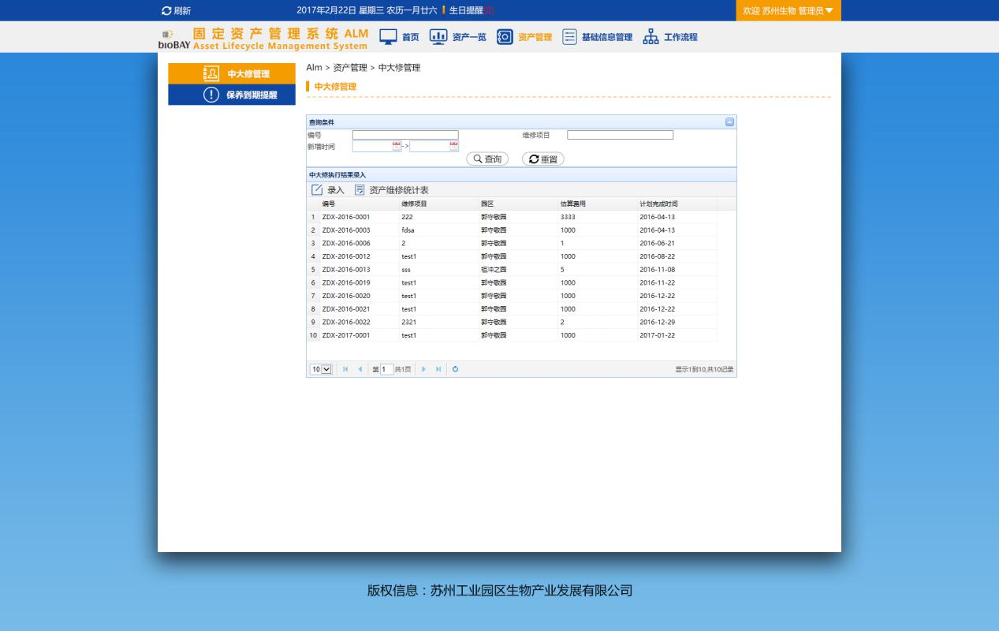 刷新 2017年2月22日 星期三 农历一月廿六 生日提醒[0] 欢迎 苏州生物 管理员
bioBAY 固定资产管理系统 ALM
Asset Lifecycle Management System
首页 资产一览 资产管理 基础信息管理 工作流程
中大修管理
保养到期提醒
Alm > 资产管理 > 中大修管理
中大修管理
查询条件
编号 维修项目
新增时间 ->
查询 重置
中大修执行结果录入
录入 资产维修统计表
编号 维修项目 园区 估算费用 计划完成时间
1 ZDX-2016-0001 222 郭守敬园 3333 2016-04-13
2 ZDX-2016-0003 fdsa 郭守敬园 1000 2016-04-13
3 ZDX-2016-0006 2 郭守敬园 1 2016-06-21
4 ZDX-2016-0012 test1 郭守敬园 1000 2016-08-22
5 ZDX-2016-0013 sss 祖冲之园 5 2016-11-08
6 ZDX-2016-0019 test1 郭守敬园 1000 2016-11-22
7 ZDX-2016-0020 test1 郭守敬园 1000 2016-12-22
8 ZDX-2016-0021 test1 郭守敬园 1000 2016-12-22
9 ZDX-2016-0022 2321 郭守敬园 2 2016-12-29
10 ZDX-2017-0001 test1 郭守敬园 1000 2017-01-22
10 第 1 共1页 显示1到10,共10记录
版权信息：苏州工业园区生物产业发展有限公司